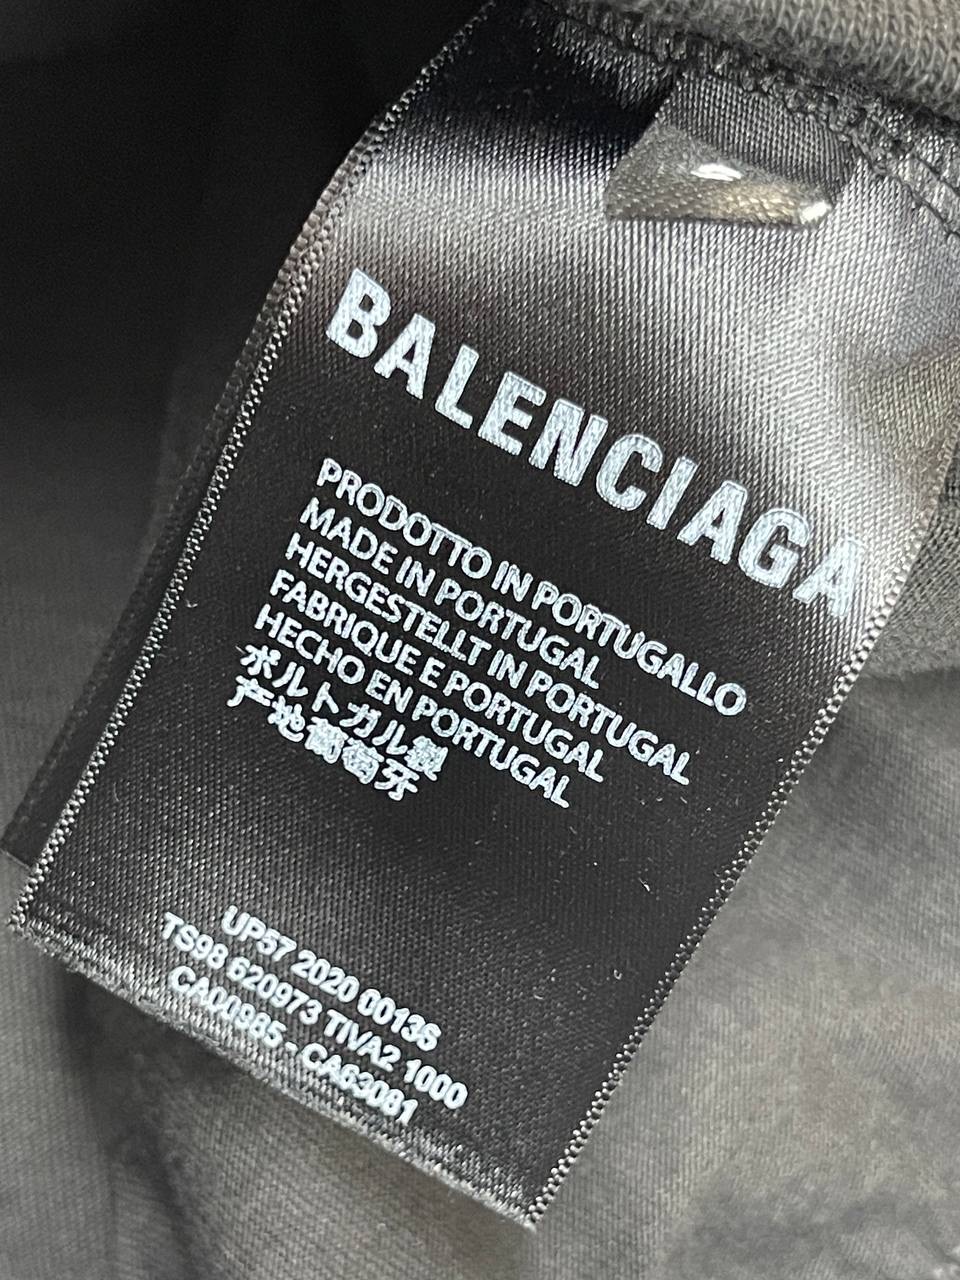 BALENCIAGA
PRODOTTO IN PORTUGALLO
MADE IN PORTUGAL
HERGESTELLT IN PORTUGAL
FABRIQUE E PORTUGAL
HECHO EN PORTUGAL
ポルトガル製
产地葡萄牙
UP57 2020 00136
TS98 620973 TIVA2 1000
CA00985 - CA63081